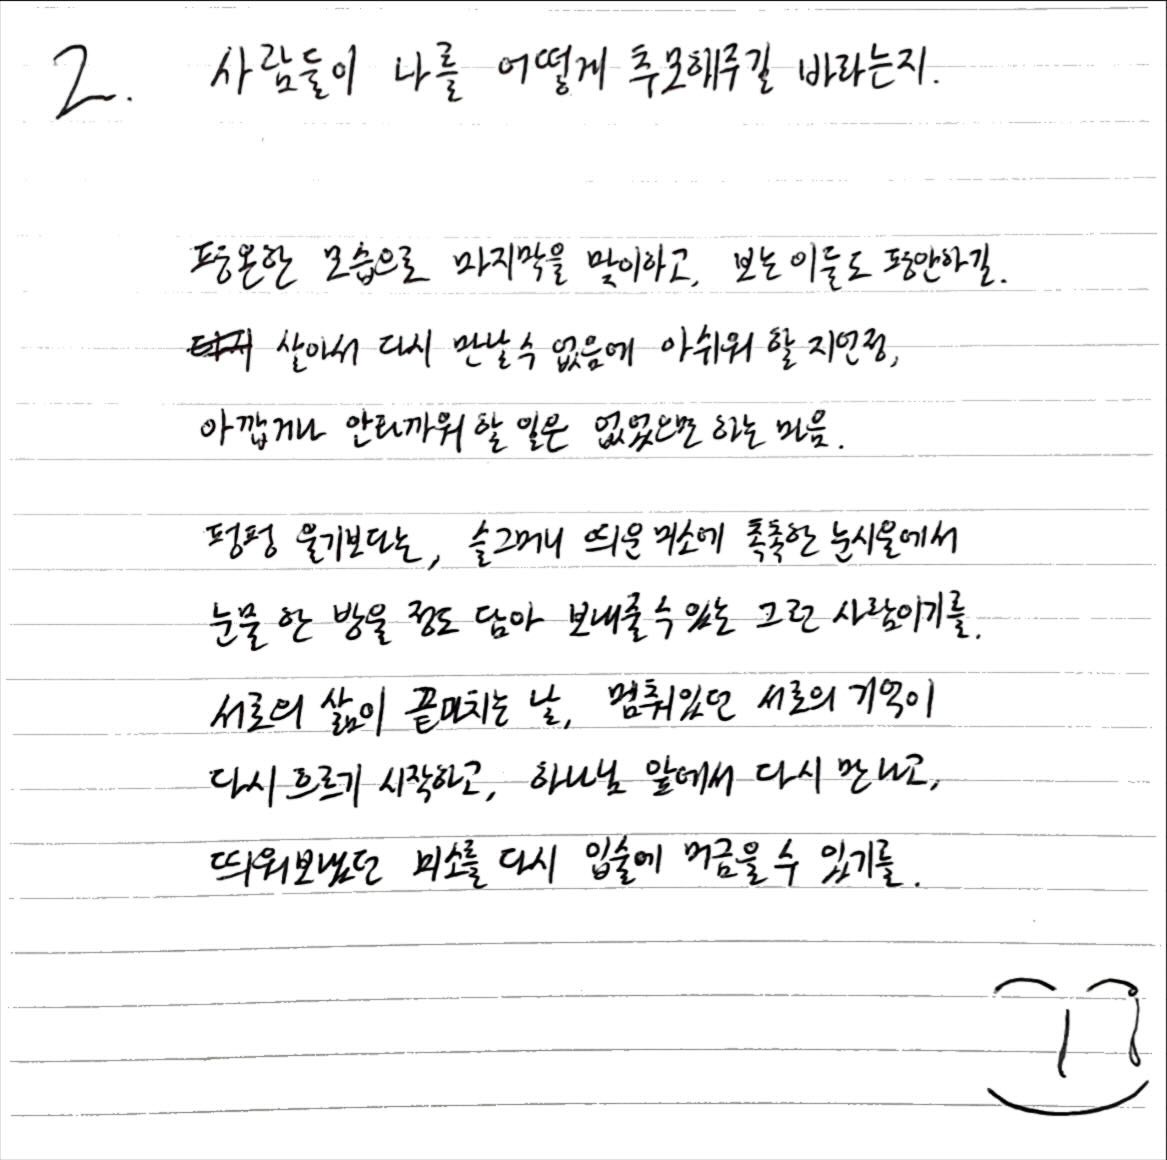 2. 사람들이 나를 어떻게 추모해주길 바라는지.
평온한 모습으로 마지막을 맞이하고, 보는 이들도 평안하길.
살아서 다시 만날 수 없음에 아쉬워 할 지언정,
아깝거나 안타까워 할 일은 없었으면 하는 마음.
펑펑 울기보다는, 슬그머니 띄운 미소에 촉촉한 눈시울에서
눈물 한 방울 정도 담아 보내줄 수 있는 그런 사람이기를.
서로의 삶이 끝마치는 날, 멈춰있던 서로의 기억이
다시 흐르기 시작하고, 하나님 앞에서 다시 만나고,
띄워보냈던 미소를 다시 입술에 머금을 수 있기를.